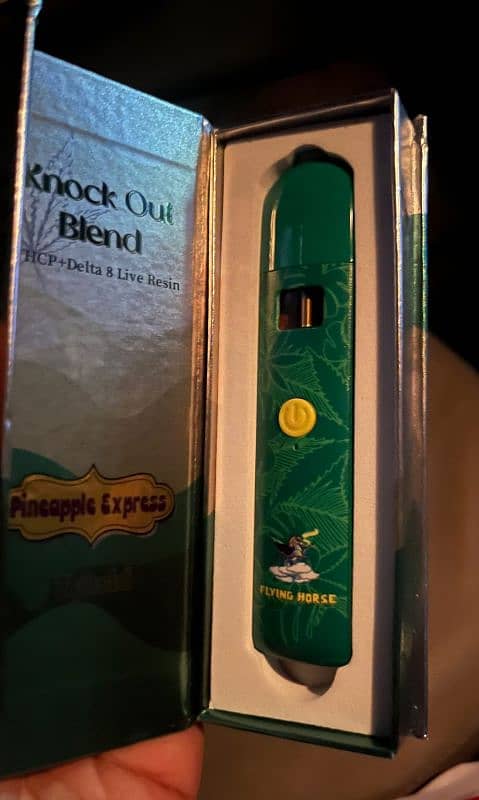 Knock Out
Blend
HCP+Delta 8 Live Resin
Pineapple Express
FLYING HORSE